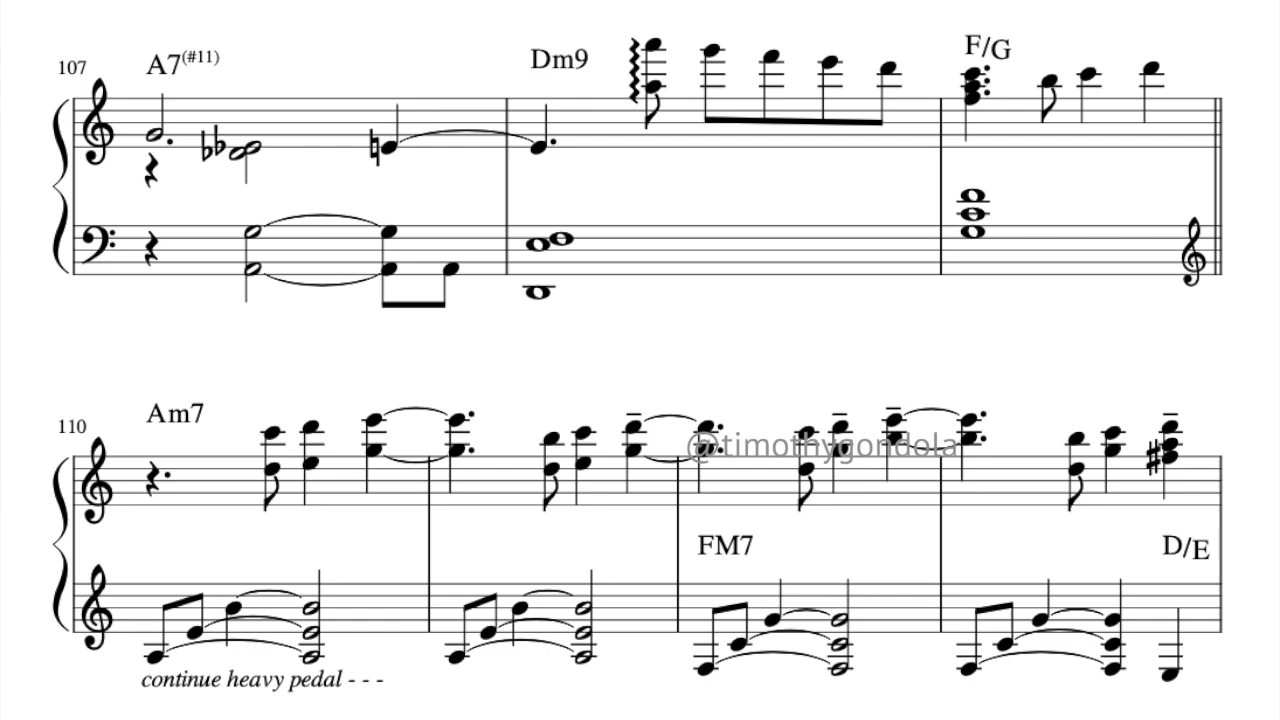 107 A7(#11) Dm9 F/G
110 Am7
@timothygondola
FM7 D/E
continue heavy pedal - - -